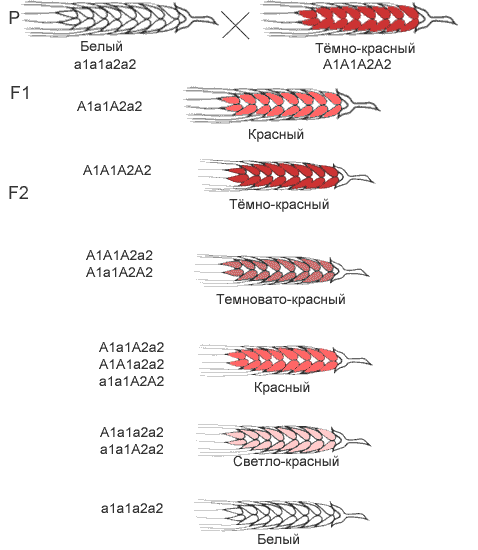 P
Белый
a1a1a2a2
Тёмно-красный
A1A1A2A2
F1
A1a1A2a2
Красный
A1A1A2A2
Тёмно-красный
F2
A1A1A2a2
A1a1A2A2
Темновато-красный
A1a1A2a2
A1A1a2a2
a1a1A2A2
Красный
A1a1a2a2
a1a1A2a2
Светло-красный
a1a1a2a2
Белый